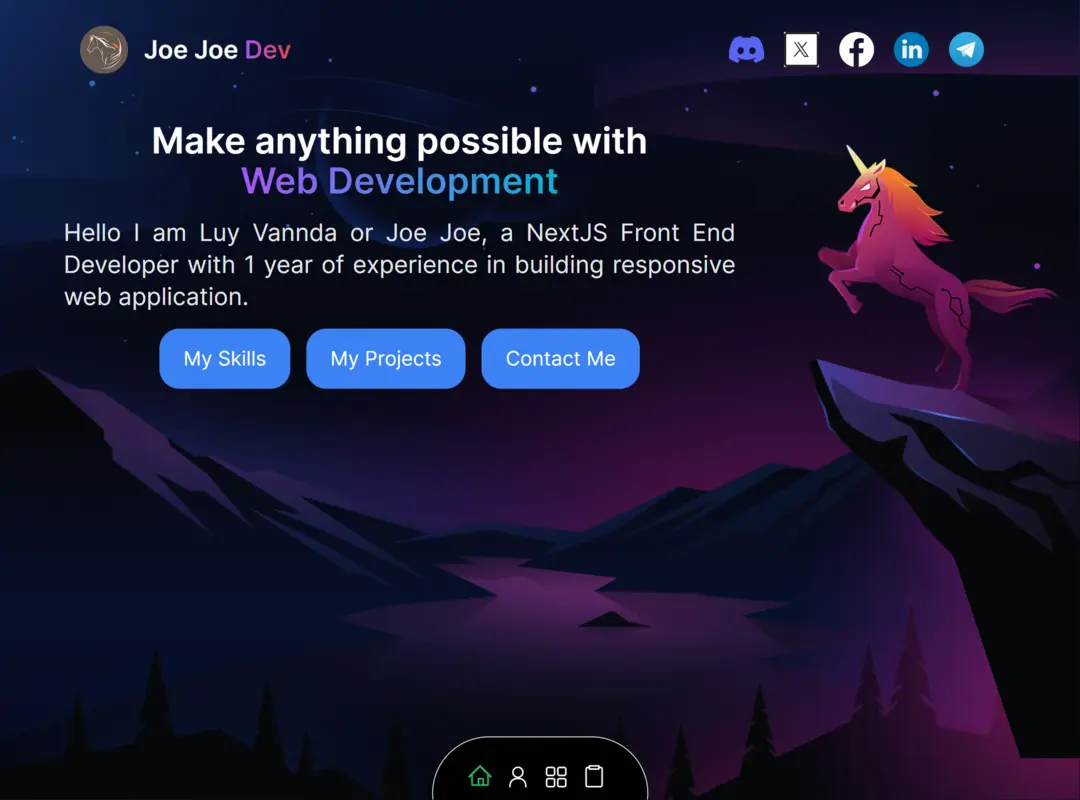 Joe Joe Dev
Make anything possible with
Web Development
Hello I am Luy Vannda or Joe Joe, a NextJS Front End
Developer with 1 year of experience in building responsive
web application.
My Skills
My Projects
Contact Me